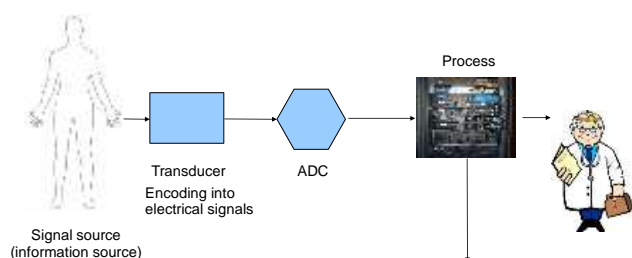 Process
Transducer
ADC
Encoding into
electrical signals
Signal source
(information source)